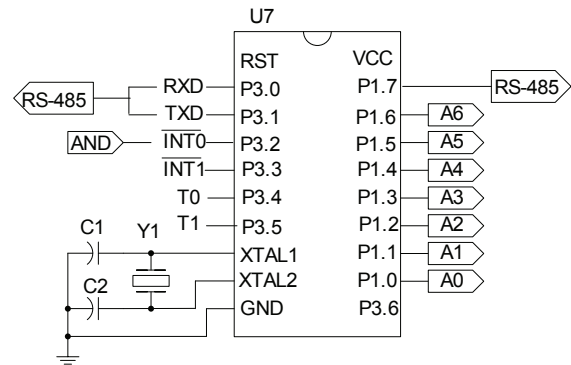 U7
RST VCC
RS-485 RXD P3.0 P1.7 RS-485
TXD P3.1 P1.6 A6
AND INT0 P3.2 P1.5 A5
INT1 P3.3 P1.4 A4
T0 P3.4 P1.3 A3
T1 P3.5 P1.2 A2
C1 Y1 XTAL1 P1.1 A1
C2 XTAL2 P1.0 A0
GND P3.6